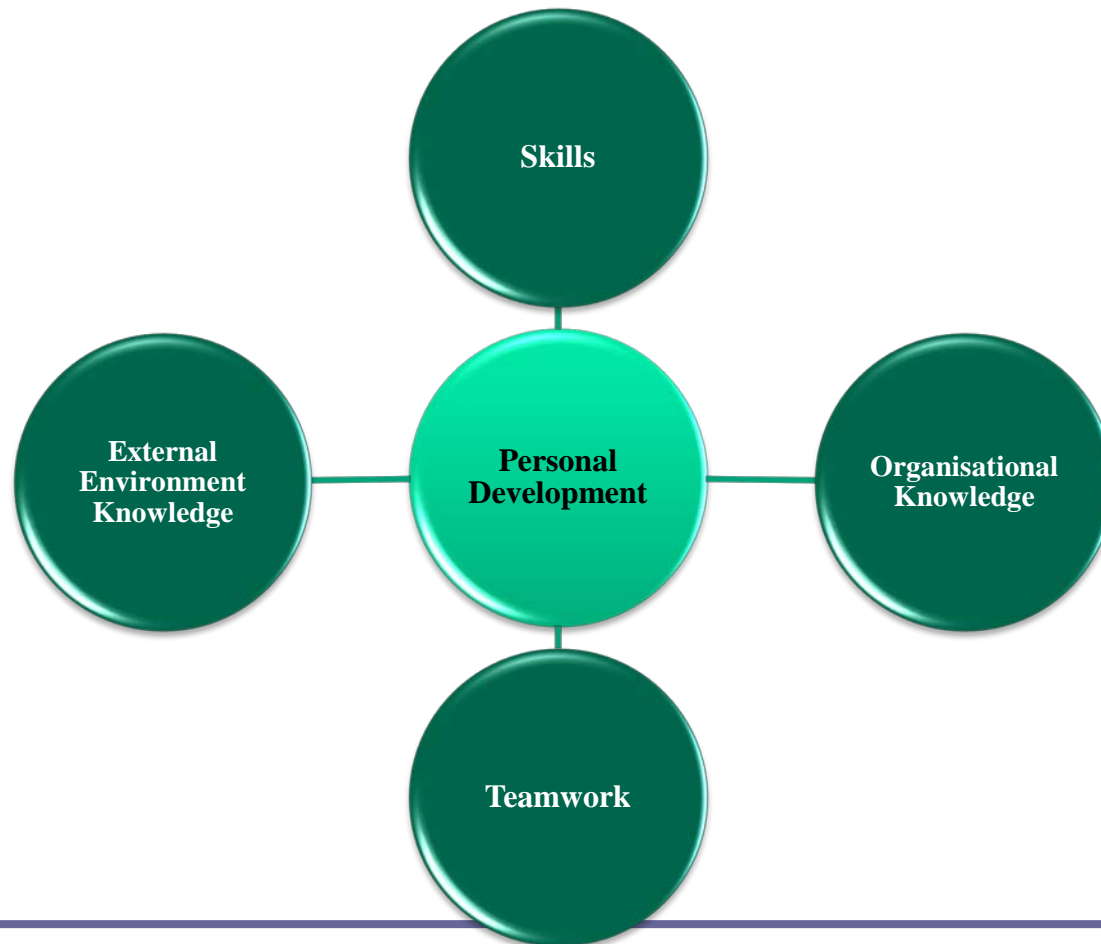 Skills
External
Environment
Knowledge
Personal
Development
Organisational
Knowledge
Teamwork